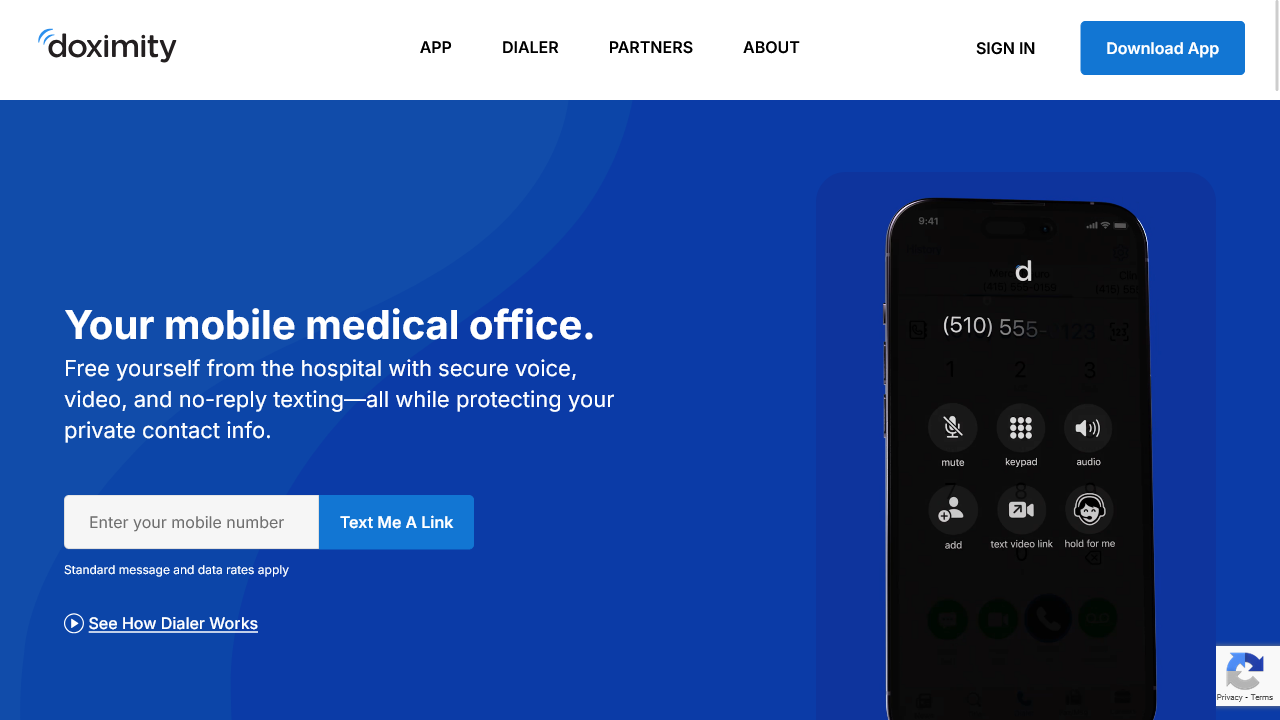 doximity
APP
DIALER
PARTNERS
ABOUT
SIGN IN
Download App
Your mobile medical office.
Free yourself from the hospital with secure voice,
video, and no-reply texting—all while protecting your
private contact info.
Enter your mobile number
Text Me A Link
Standard message and data rates apply
See How Dialer Works
9:41
d
(510) 555-
123
1 2 3
mute
keypad
audio
add
text video link
hold for me
Privacy - Terms